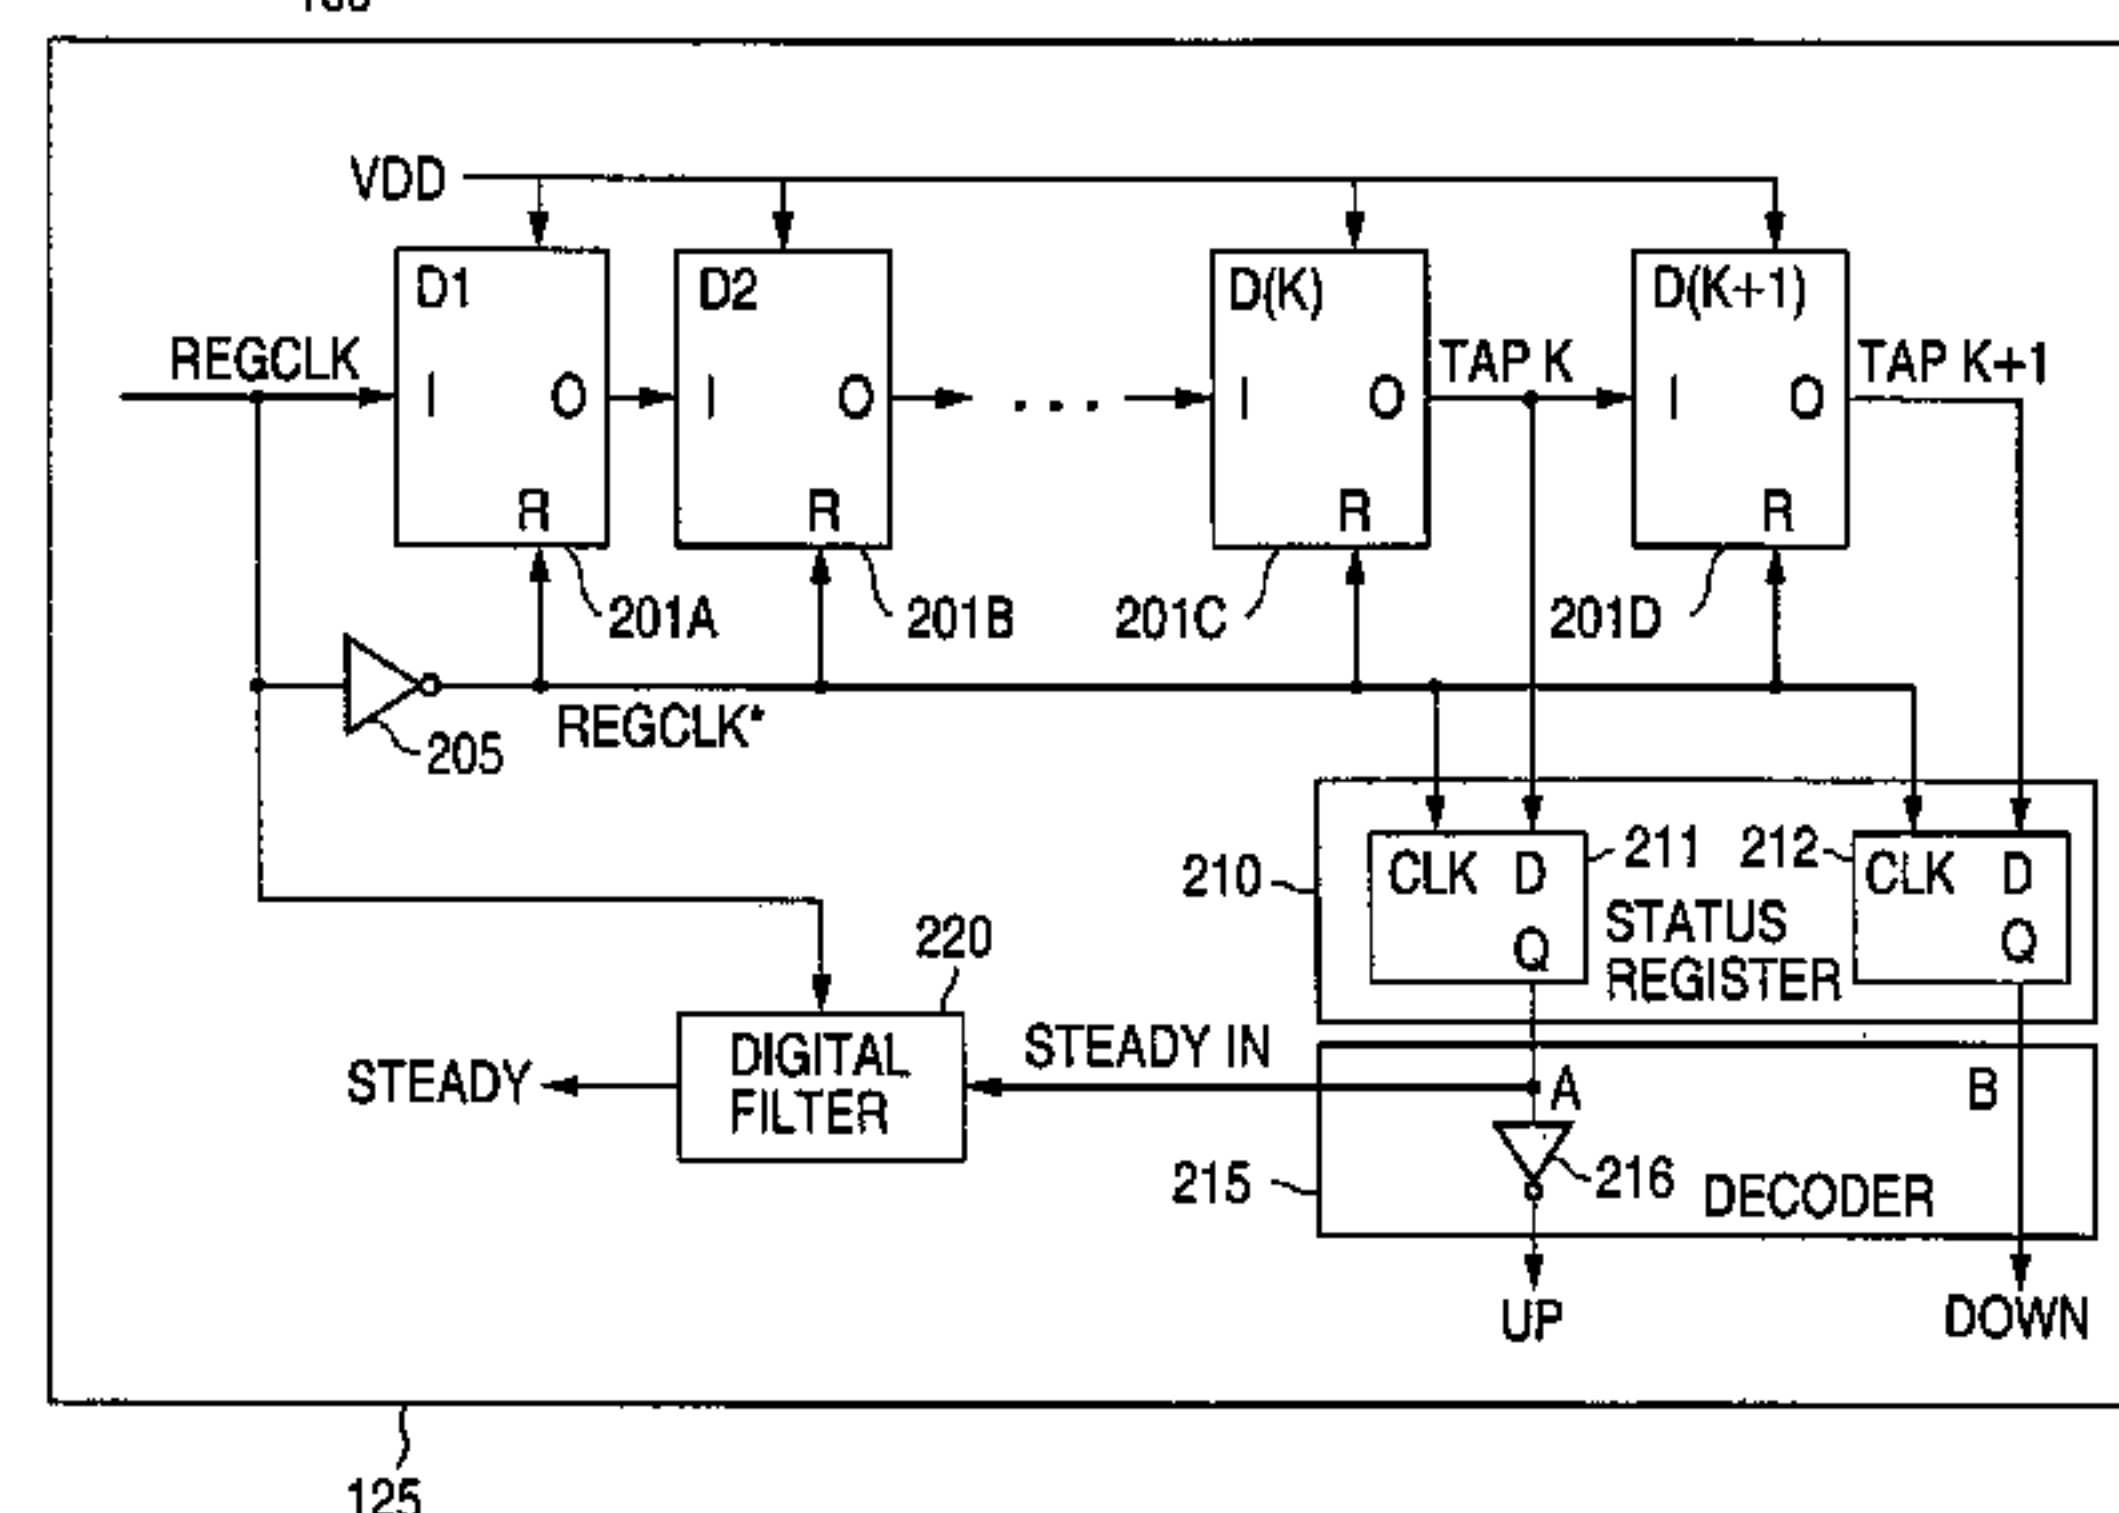 VDD
D1
D2
D(K)
D(K+1)
REGCLK
I
O
I
O
. . .
I
O
TAP K
I
O
TAP K+1
R
R
R
R
201A
201B
201C
201D
REGCLK*
205
210
CLK D
Q
211
STATUS
REGISTER
212
CLK D
Q
220
DIGITAL
FILTER
STEADY
STEADY IN
A
B
215
216
DECODER
UP
DOWN
125